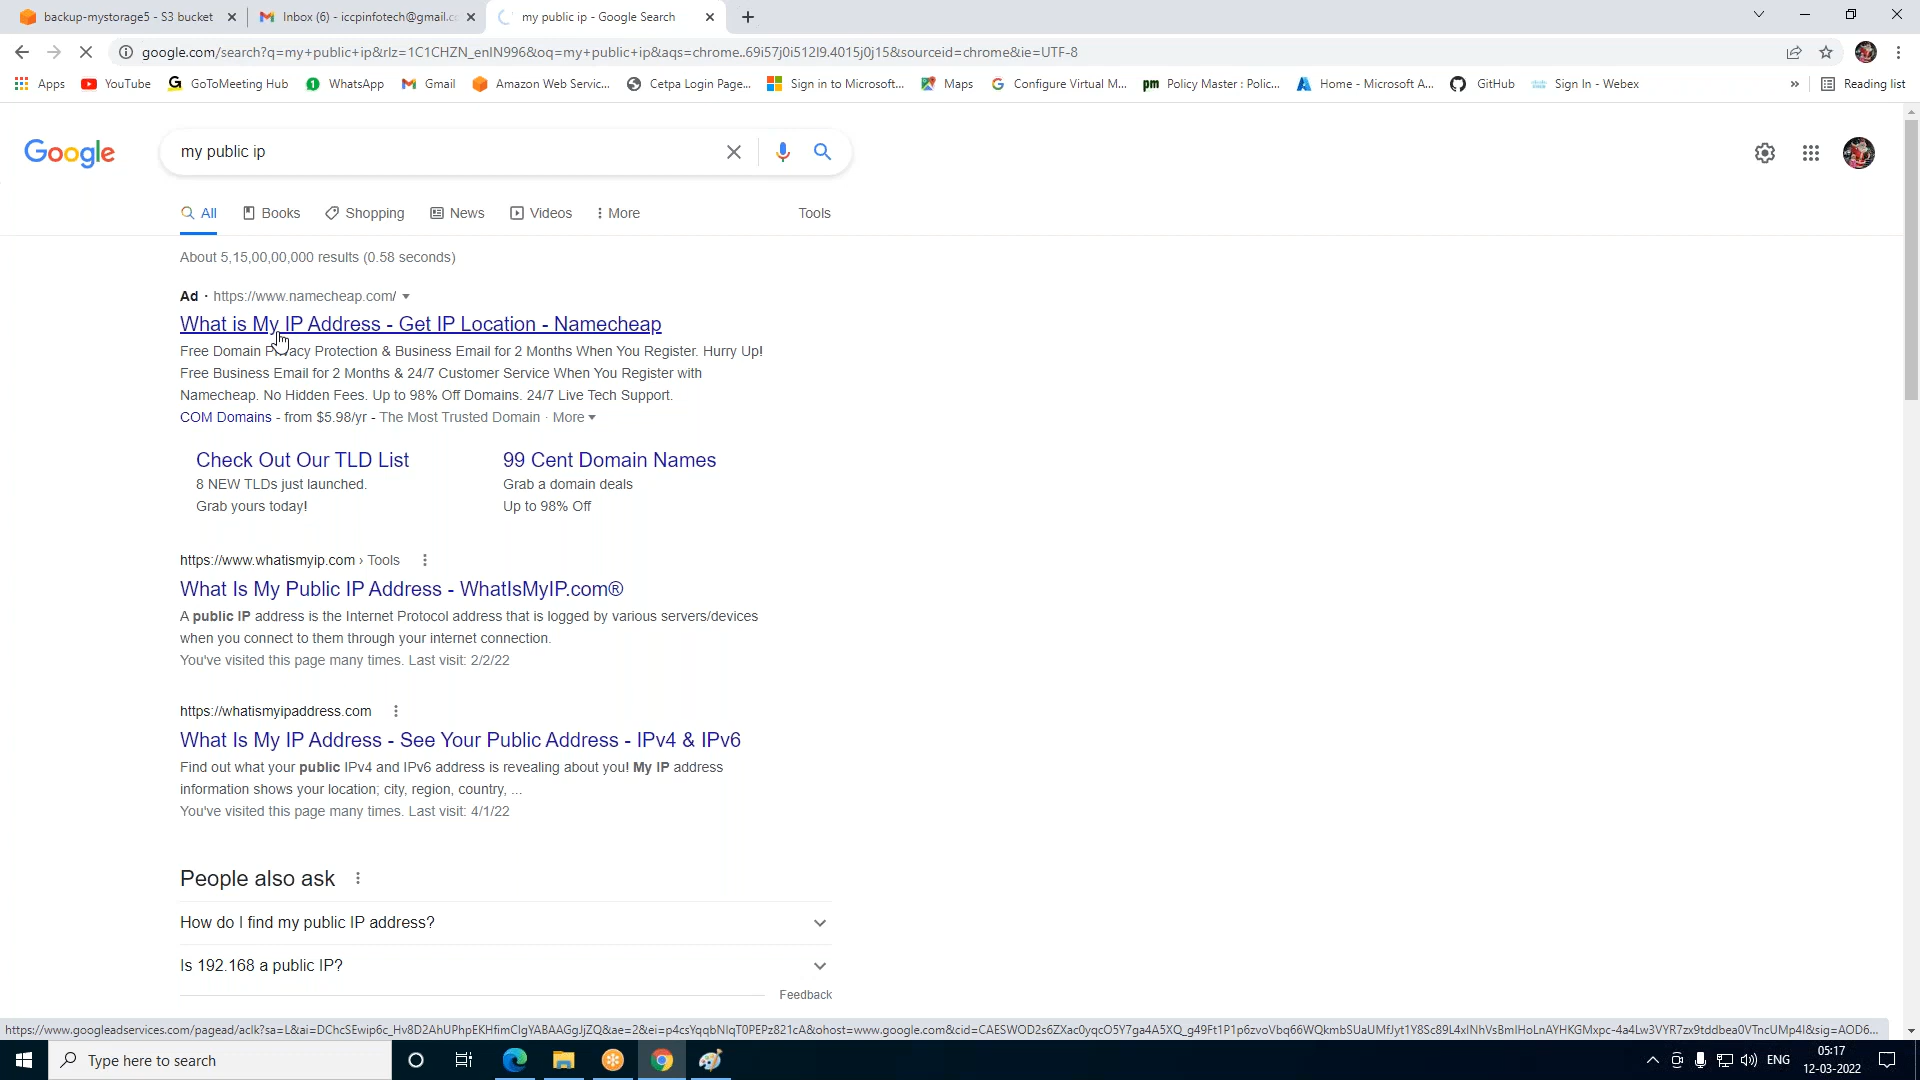 backup-mystorage5 - S3 bucket
Inbox (6) - iccpinfotech@gmail.c
my public ip - Google Search
google.com/search?q=my+public+ip&rlz=1C1CHZN_enIN996&oq=my+public+ip&aqs=chrome..69i57j0i512l9.4015j0j15&sourceid=chrome&ie=UTF-8
Apps
YouTube
GoToMeeting Hub
WhatsApp
Gmail
Amazon Web Servic...
Cetpa Login Page...
Sign in to Microsoft...
Maps
Configure Virtual M...
pm Policy Master : Polic...
Home - Microsoft A...
GitHub
Sign In - Webex
»
Reading list
Google
my public ip
All
Books
Shopping
News
Videos
More
Tools
About 5,15,00,00,000 results (0.58 seconds)
Ad · https://www.namecheap.com/
What is My IP Address - Get IP Location - Namecheap
Free Domain Privacy Protection & Business Email for 2 Months When You Register. Hurry Up!
Free Business Email for 2 Months & 24/7 Customer Service When You Register with
Namecheap. No Hidden Fees. Up to 98% Off Domains. 24/7 Live Tech Support.
COM Domains - from $5.98/yr - The Most Trusted Domain · More
Check Out Our TLD List
8 NEW TLDs just launched.
Grab yours today!
99 Cent Domain Names
Grab a domain deals
Up to 98% Off
https://www.whatismyip.com › Tools
What Is My Public IP Address - WhatIsMyIP.com®
A public IP address is the Internet Protocol address that is logged by various servers/devices
when you connect to them through your internet connection.
You've visited this page many times. Last visit: 2/2/22
https://whatismyipaddress.com
What Is My IP Address - See Your Public Address - IPv4 & IPv6
Find out what your public IPv4 and IPv6 address is revealing about you! My IP address
information shows your location; city, region, country, ...
You've visited this page many times. Last visit: 4/1/22
People also ask
How do I find my public IP address?
Is 192.168 a public IP?
Feedback
Type here to search
ENG
05:17
12-03-2022